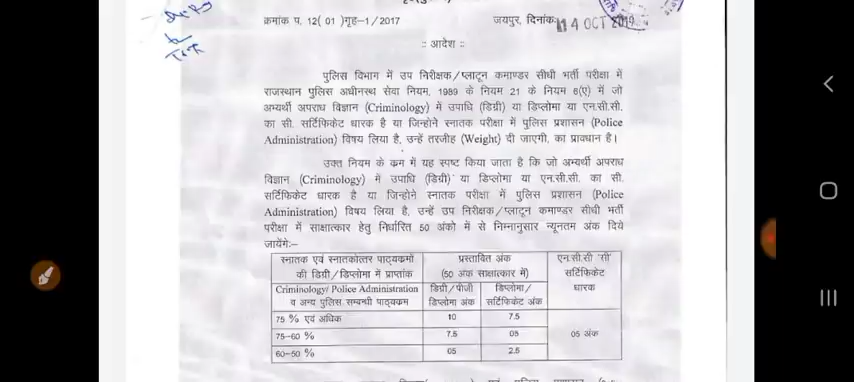 क्रमांक प. 12( 01 )गृह-1/2017 जयपुर, दिनांक: 14 OCT 2019
:: आदेश ::
पुलिस विभाग में उप निरीक्षक/प्लाटून कमाण्डर सीधी भर्ती परीक्षा में
राजस्थान पुलिस अधीनस्थ सेवा नियम, 1989 के नियम 21 के नियम 6(ए) में जो
अभ्यर्थी अपराध विज्ञान (Criminology) में उपाधि (डिग्री) या डिप्लोमा या एन.सी.सी.
का सी. सर्टिफिकेट धारक है या जिन्होने स्नातक परीक्षा में पुलिस प्रशासन (Police
Administration) विषय लिया है, उन्हें तरजीह (Weight) दी जाएगी, का प्रावधान है।
उक्त नियम के क्रम में यह स्पष्ट किया जाता है कि जो अभ्यर्थी अपराध
विज्ञान (Criminology) में उपाधि (डिग्री) या डिप्लोमा या एन.सी.सी. का सी.
सर्टिफिकेट धारक है या जिन्होने स्नातक परीक्षा में पुलिस प्रशासन (Police
Administration) विषय लिया है, उन्हें उप निरीक्षक/प्लाटून कमाण्डर सीधी भर्ती
परीक्षा में साक्षात्कार हेतु निर्धारित 50 अंको में से निम्नानुसार न्यूनतम अंक दिये
जायेंगे:–
स्नातक एवं स्नातकोत्तर पाठ्यक्रमों की डिग्री/डिप्लोमा में प्राप्तांक
प्रस्तावित अंक (50 अंक साक्षात्कार में)
एन.सी.सी 'सी' सर्टिफिकेट धारक
Criminology/ Police Administration व अन्य पुलिस सम्बन्धी पाठ्यक्रम
डिग्री/पीजी डिप्लोमा अंक
डिप्लोमा/ सर्टिफिकेट अंक
75 % एवं अधिक 10 7.5
75-60 % 7.5 05 05 अंक
60-50 % 05 2.5